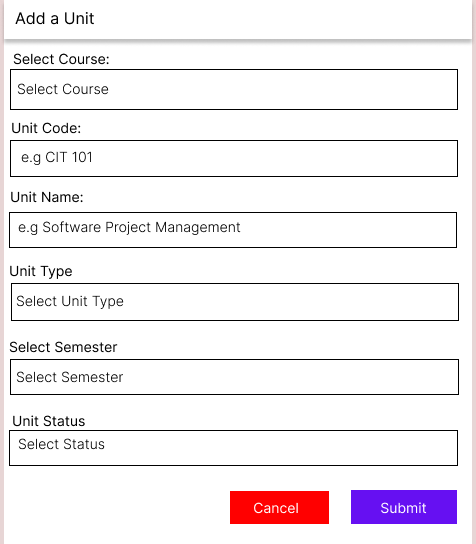 Add a Unit
Select Course:
Select Course
Unit Code:
e.g CIT 101
Unit Name:
e.g Software Project Management
Unit Type
Select Unit Type
Select Semester
Select Semester
Unit Status
Select Status
Cancel
Submit